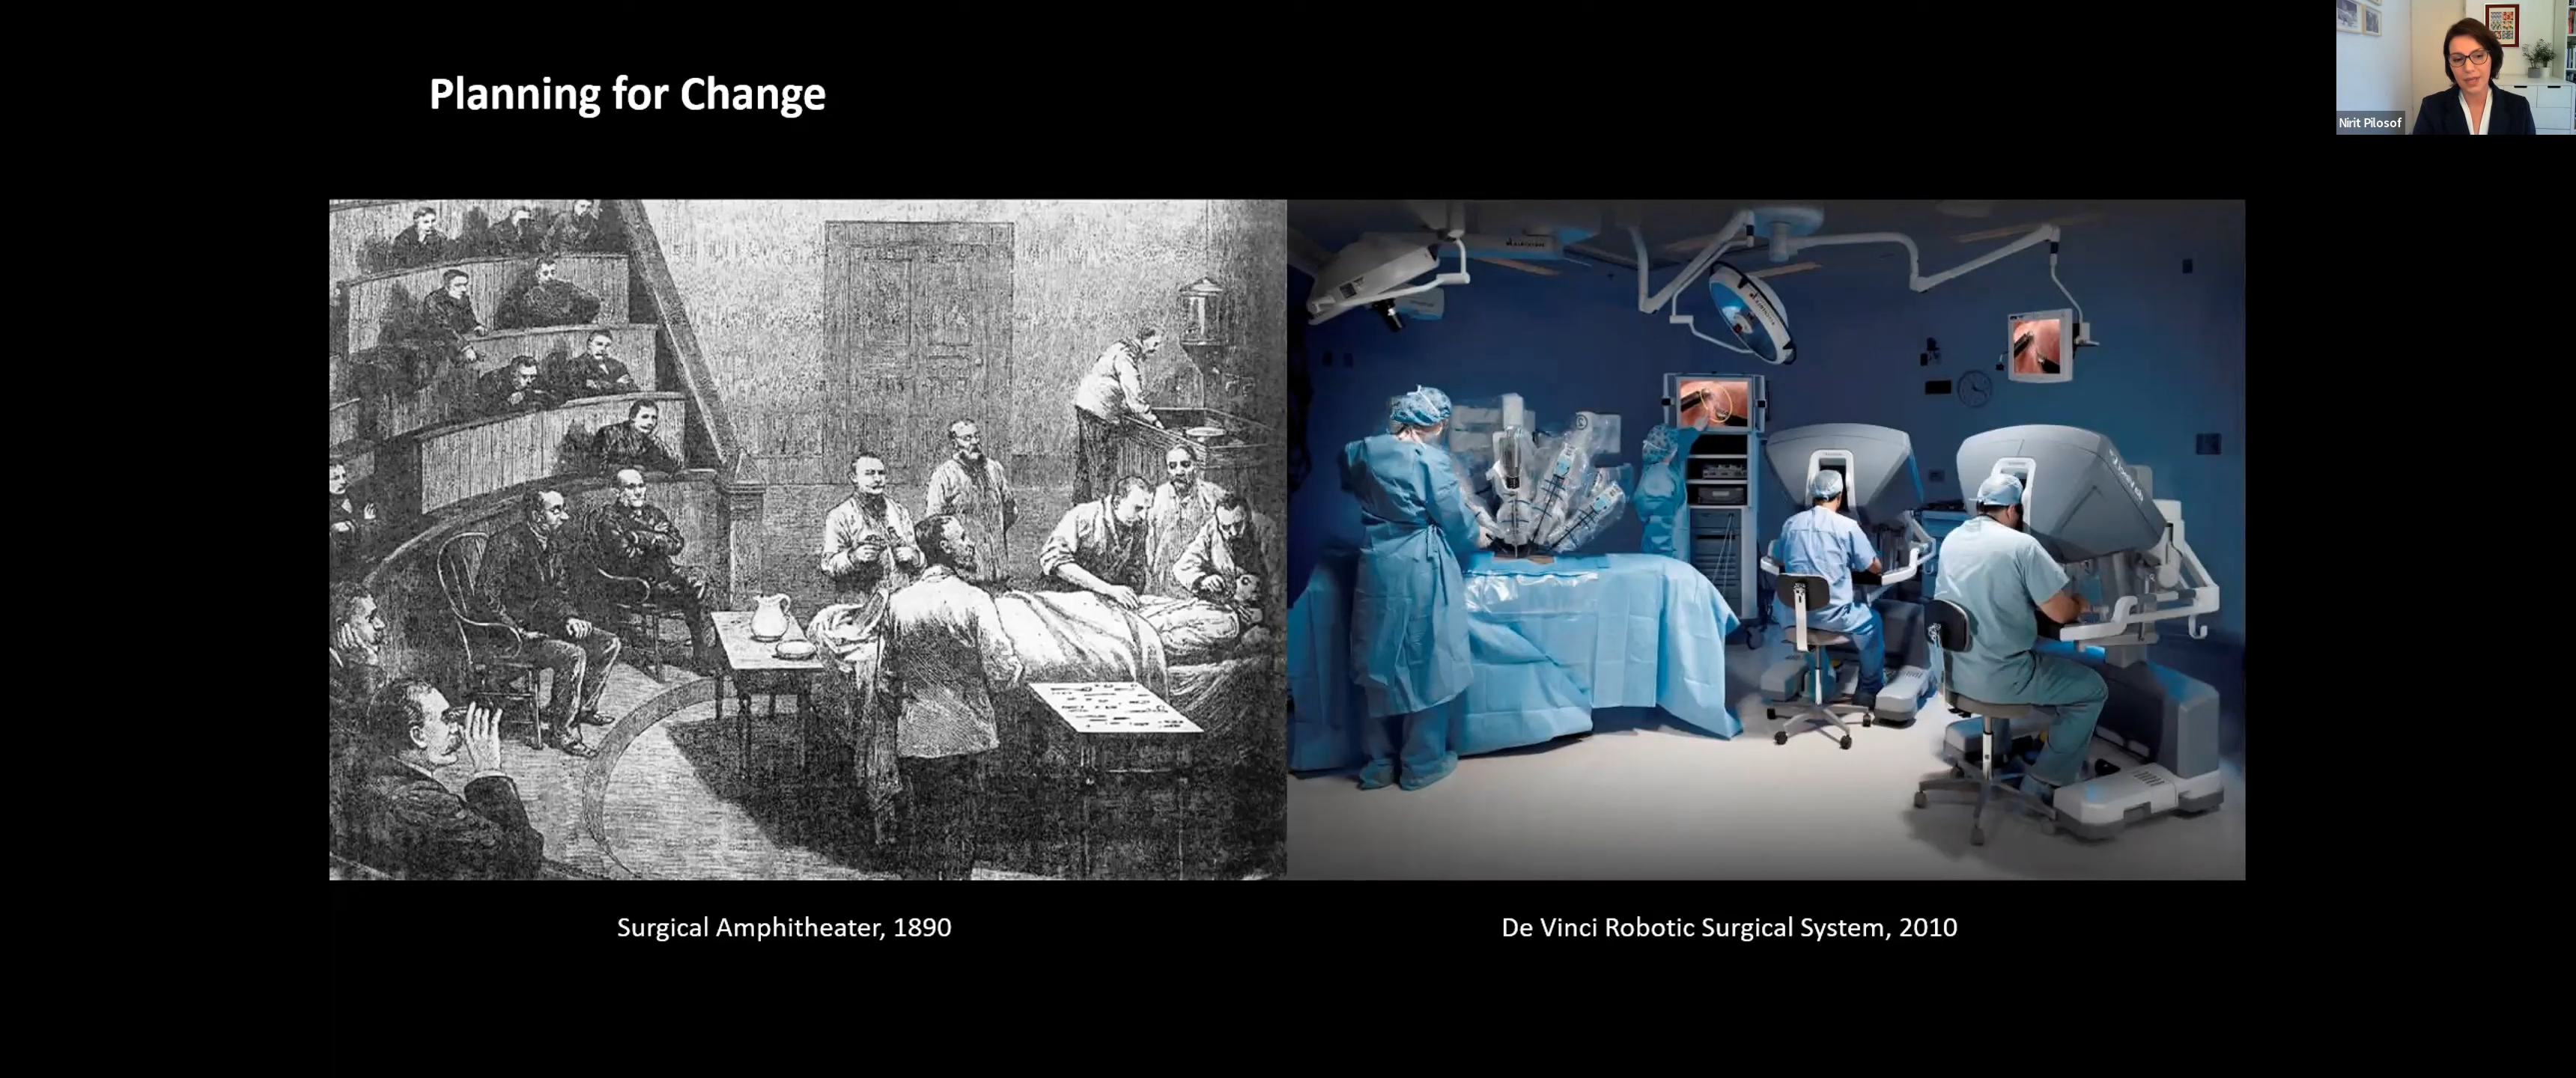 Planning for Change
Nirit Pilosof
Surgical Amphitheater, 1890
De Vinci Robotic Surgical System, 2010